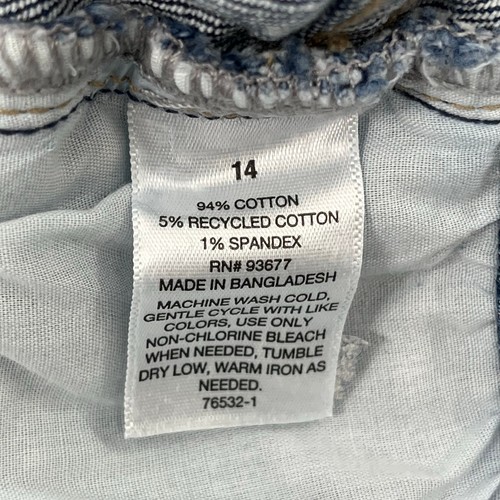 14
94% COTTON
5% RECYCLED COTTON
1% SPANDEX
RN# 93677
MADE IN BANGLADESH
MACHINE WASH COLD,
GENTLE CYCLE WITH LIKE
COLORS, USE ONLY
NON-CHLORINE BLEACH
WHEN NEEDED, TUMBLE
DRY LOW, WARM IRON AS
NEEDED.
76532-1